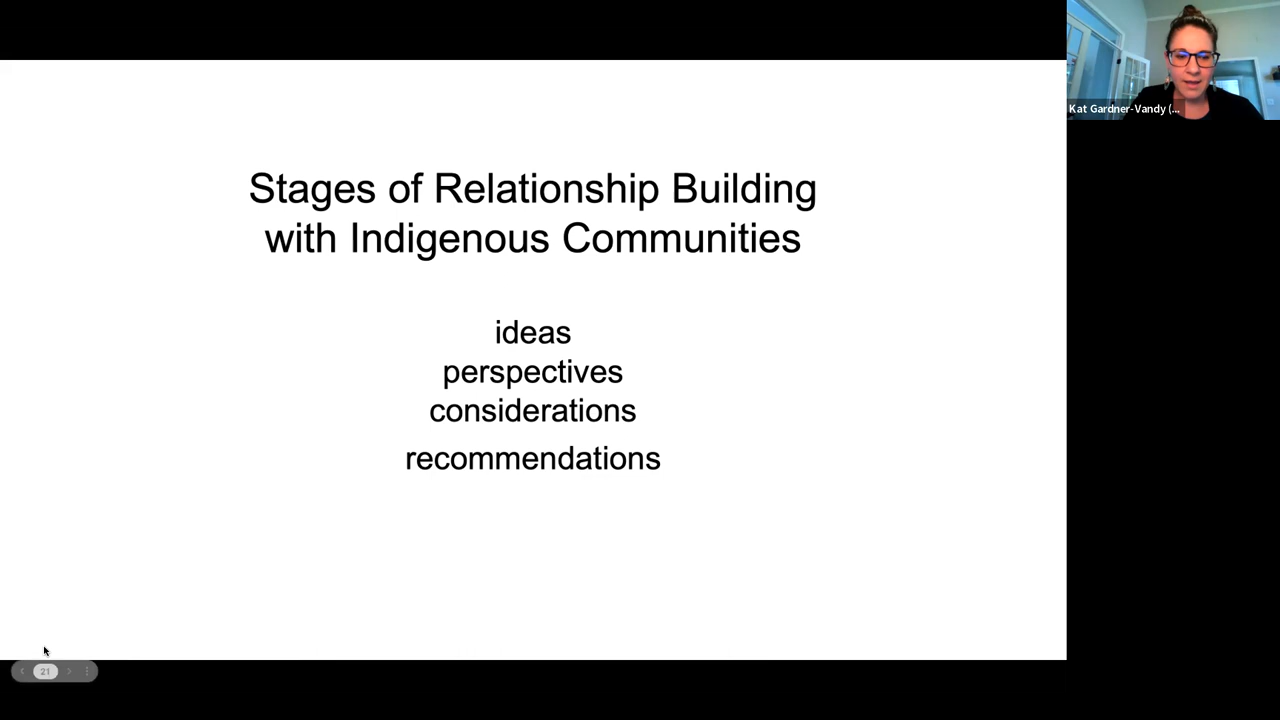 Stages of Relationship Building
with Indigenous Communities
ideas
perspectives
considerations
recommendations
Kat Gardner-Vandy (...
21